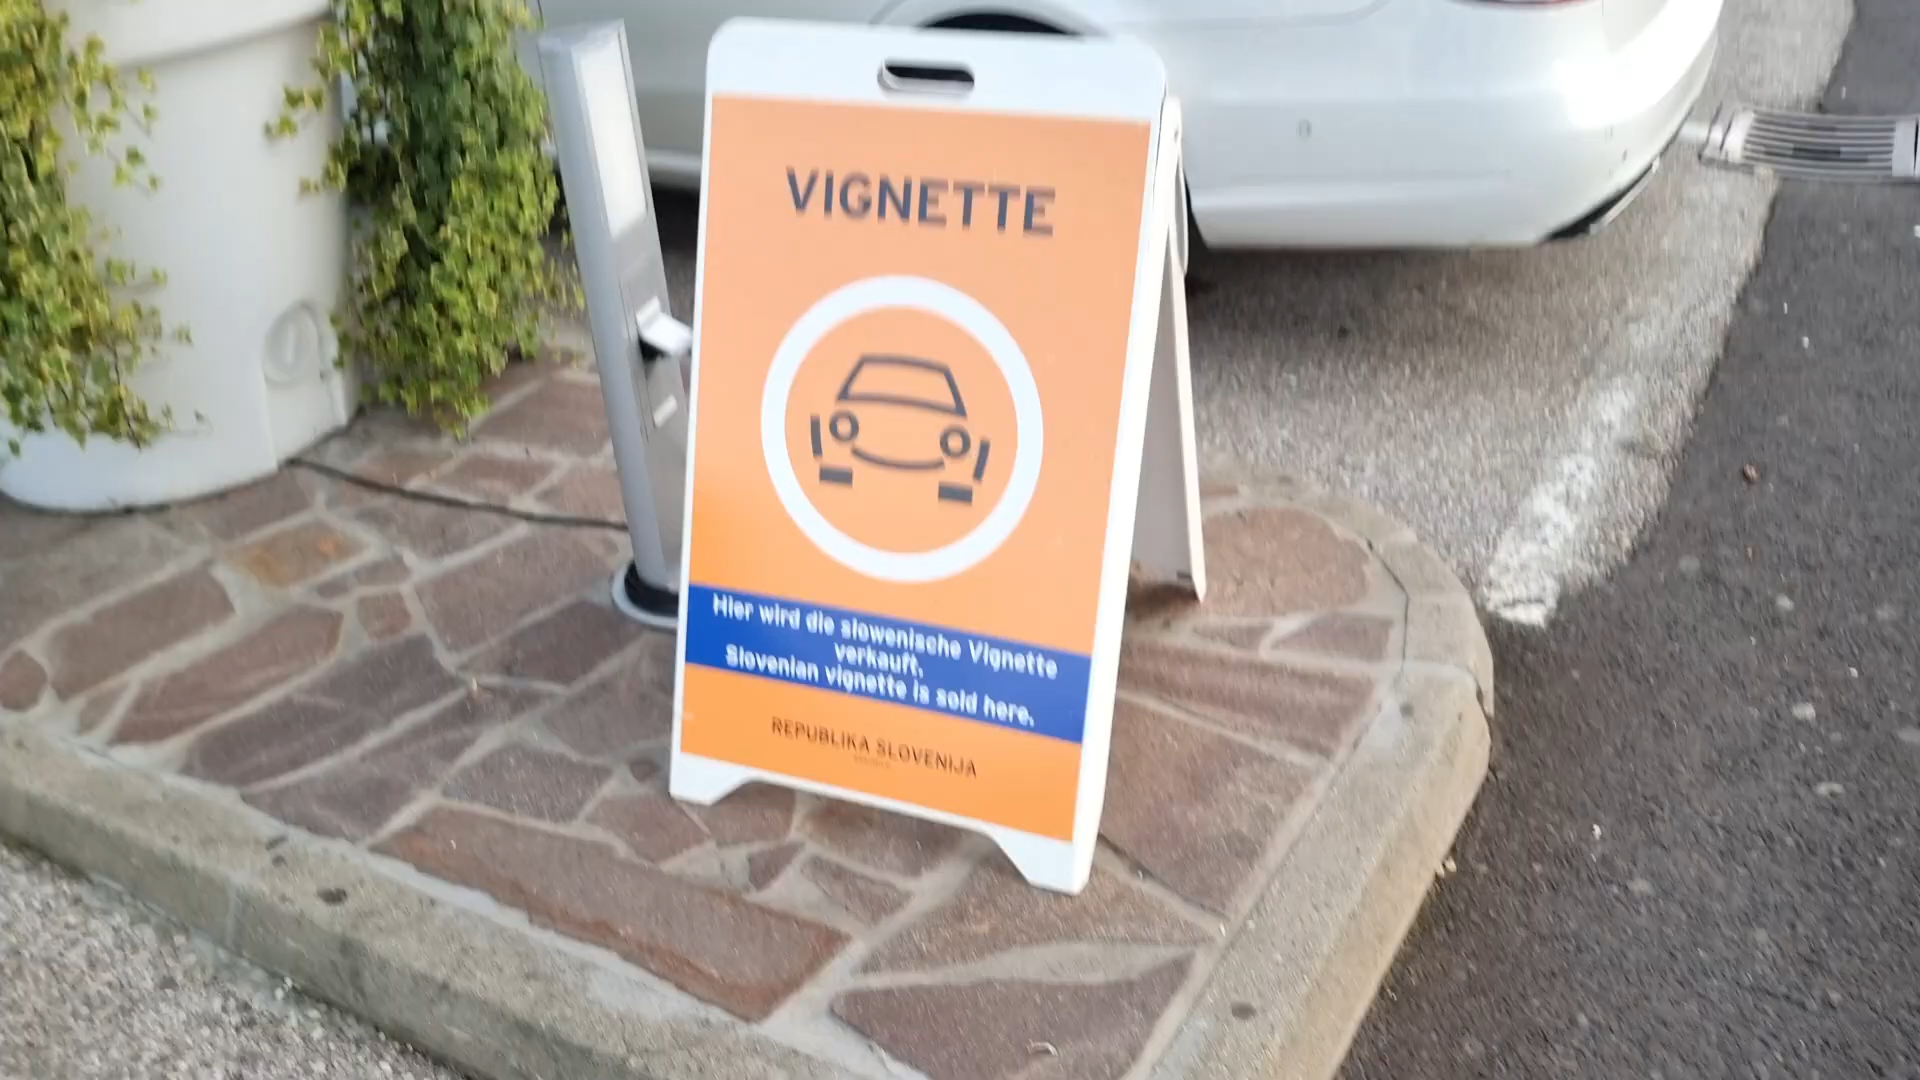 VIGNETTE
Hier wird die slowenische Vignette
verkauft.
Slovenian vignette is sold here.
REPUBLIKA SLOVENIJA